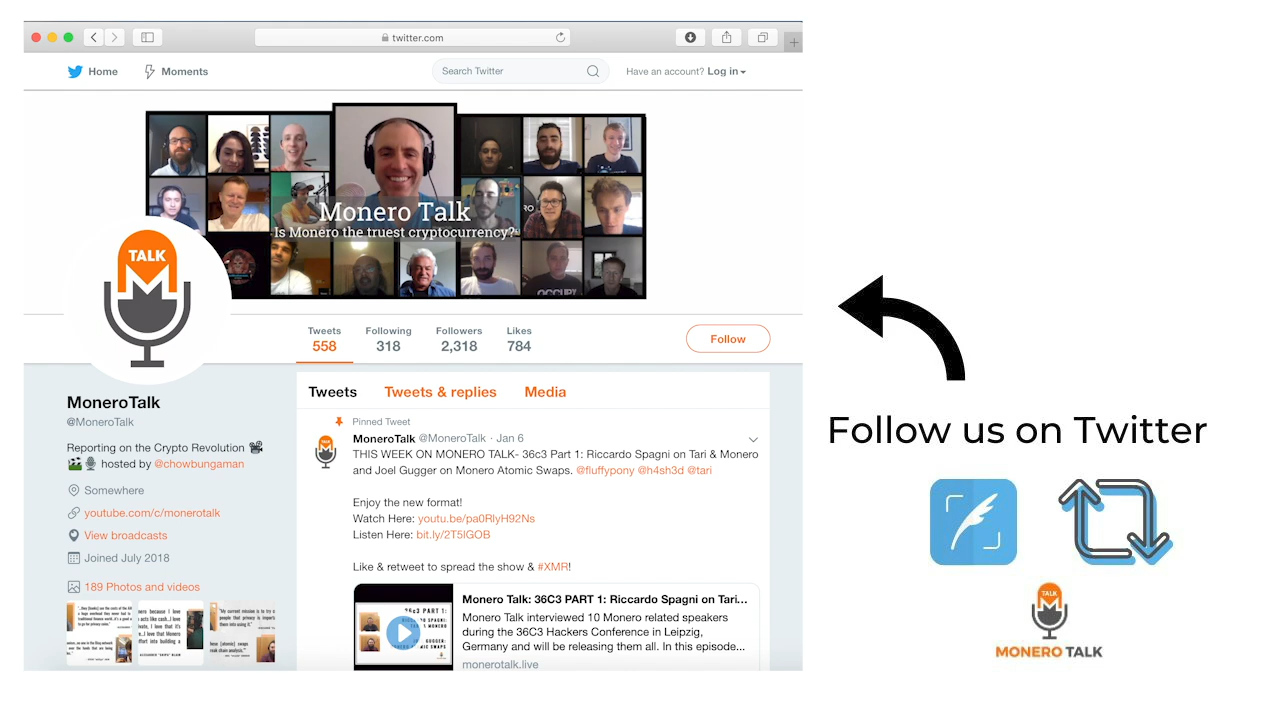 twitter.com
Home
Moments
Search Twitter
Have an account? Log in
Monero Talk
Is Monero the truest cryptocurrency?
OCCUPY
TALK
Tweets Following Followers Likes
558 318 2,318 784
Follow
MoneroTalk
@MoneroTalk
Reporting on the Crypto Revolution 🎥
🎬🎙 hosted by @chowbungaman
Somewhere
youtube.com/c/monerotalk
View broadcasts
Joined July 2018
189 Photos and videos
Tweets Tweets & replies Media
Pinned Tweet
MoneroTalk @MoneroTalk · Jan 6
THIS WEEK ON MONERO TALK- 36c3 Part 1: Riccardo Spagni on Tari & Monero
and Joel Gugger on Monero Atomic Swaps. @fluffypony @h4sh3d @tari
Enjoy the new format!
Watch Here: youtu.be/pa0RlyH92Ns
Listen Here: bit.ly/2T5IGOB
Like & retweet to spread the show & #XMR!
Monero Talk: 36C3 PART 1: Riccardo Spagni on Tari...
Monero Talk interviewed 10 Monero related speakers
during the 36C3 Hackers Conference in Leipzig,
Germany and will be releasing them all. In this episode...
monerotalk.live
Follow us on Twitter
TALK
MONERO TALK